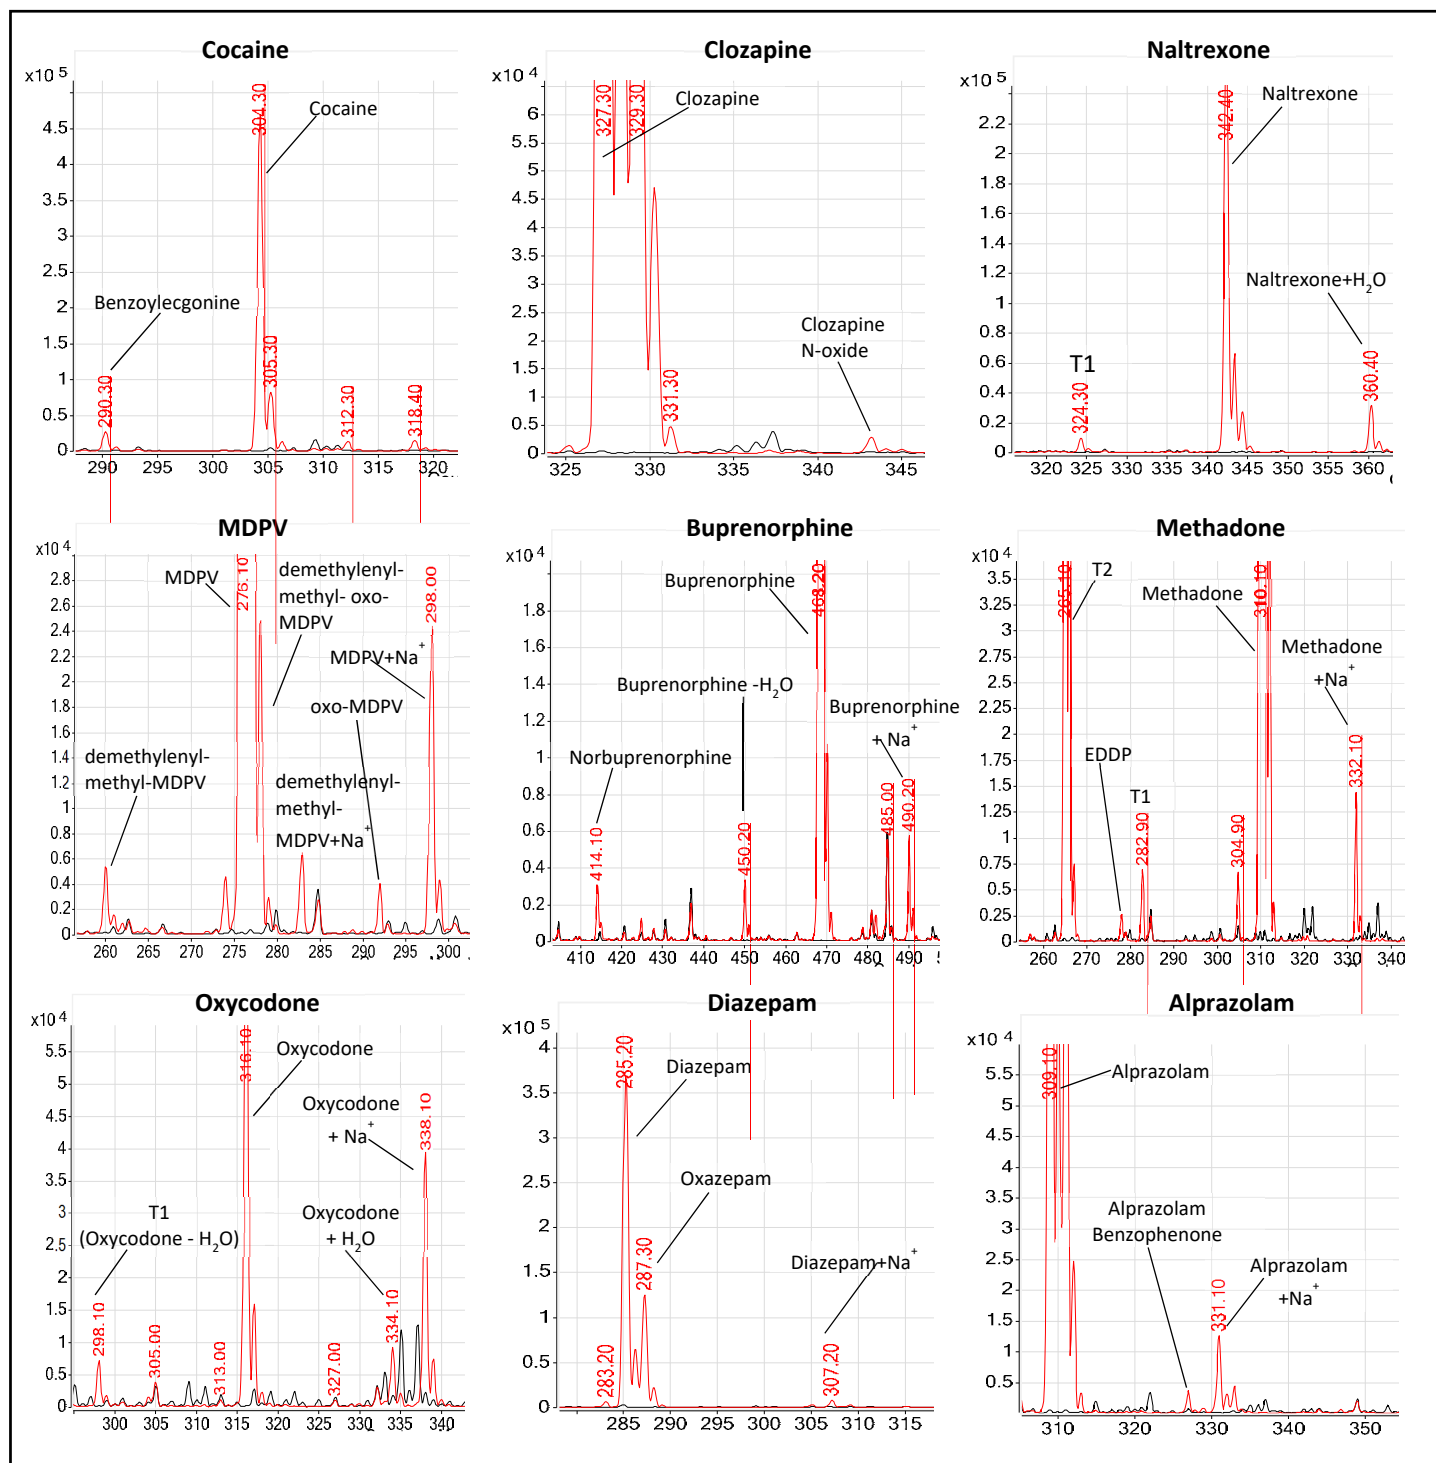 Cocaine
x10 5
4.5
4
3.5
3
2.5
2
1.5
1
0.5
0
304.30
Cocaine
Benzoylecgonine
290.30
305.30
312.30
318.40
290 295 300 305 310 315 320
Clozapine
x10 4
6
5.5
5
4.5
4
3.5
3
2.5
2
1.5
1
0.5
0
327.30
329.30
Clozapine
Clozapine
N-oxide
331.30
325 330 335 340 345
Naltrexone
x10 5
2.2
2
1.8
1.6
1.4
1.2
1
0.8
0.6
0.4
0.2
0
342.40
Naltrexone
Naltrexone+H2O
T1
324.30
360.40
320 325 330 335 340 345 350 355 360
MDPV
x10 4
2.8
2.6
2.4
2.2
2
1.8
1.6
1.4
1.2
1
0.8
0.6
0.4
0.2
0
MDPV
276.10
demethylenyl-
methyl- oxo-
MDPV
298.00
MDPV+Na+
oxo-MDPV
demethylenyl-
methyl-MDPV
demethylenyl-
methyl-
MDPV+Na+
260 270 280 290 300
Buprenorphine
x10 4
1.8
1.6
1.4
1.2
1
0.8
0.6
0.4
0.2
0
Buprenorphine
468.20
Buprenorphine -H2O
Buprenorphine
+ Na+
Norbuprenorphine
414.10
450.20
485.00
490.20
410 420 430 440 450 460 470 480 490
Methadone
x10 4
3.5
3.25
3
2.75
2.5
2.25
2
1.75
1.5
1.25
1
0.75
0.5
0.25
0
265.10
T2
Methadone
310.10
Methadone
+Na+
EDDP
T1
282.90
304.90
332.10
260 270 280 290 300 310 320 330 340
Oxycodone
x10 4
5.5
5
4.5
4
3.5
3
2.5
2
1.5
1
0.5
0
316.10
Oxycodone
Oxycodone
+ Na+
338.10
T1
(Oxycodone - H2O)
Oxycodone
+ H2O
298.10
305.00
313.00
327.00
334.10
300 305 310 315 320 325 330 335 340
Diazepam
x10 5
4
3.5
3
2.5
2
1.5
1
0.5
0
285.20
Diazepam
Oxazepam
287.30
Diazepam+Na+
283.20
307.20
285 290 295 300 305 310 315
Alprazolam
x10 4
5.5
5
4.5
4
3.5
3
2.5
2
1.5
1
0.5
309.10
Alprazolam
Alprazolam
Benzophenone
Alprazolam
+Na+
331.10
310 320 330 340 350